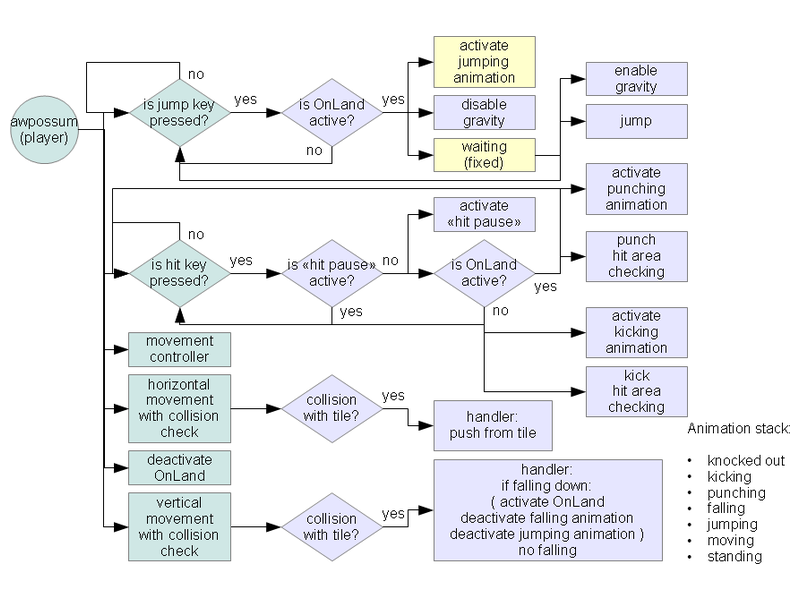 awpossum
(player)
no
is jump key
pressed?
yes
is OnLand
active?
yes
no
activate
jumping
animation
disable
gravity
waiting
(fixed)
enable
gravity
jump
activate
punching
animation
activate
«hit pause»
no
is hit key
pressed?
yes
is «hit pause»
active?
no
yes
is OnLand
active?
yes
no
punch
hit area
checking
activate
kicking
animation
kick
hit area
checking
movement
controller
horizontal
movement
with collision
check
collision
with tile?
yes
handler:
push from tile
deactivate
OnLand
vertical
movement
with collision
check
collision
with tile?
yes
handler:
if falling down:
( activate OnLand
deactivate falling animation
deactivate jumping animation )
no falling
Animation stack:
• knocked out
• kicking
• punching
• falling
• jumping
• moving
• standing